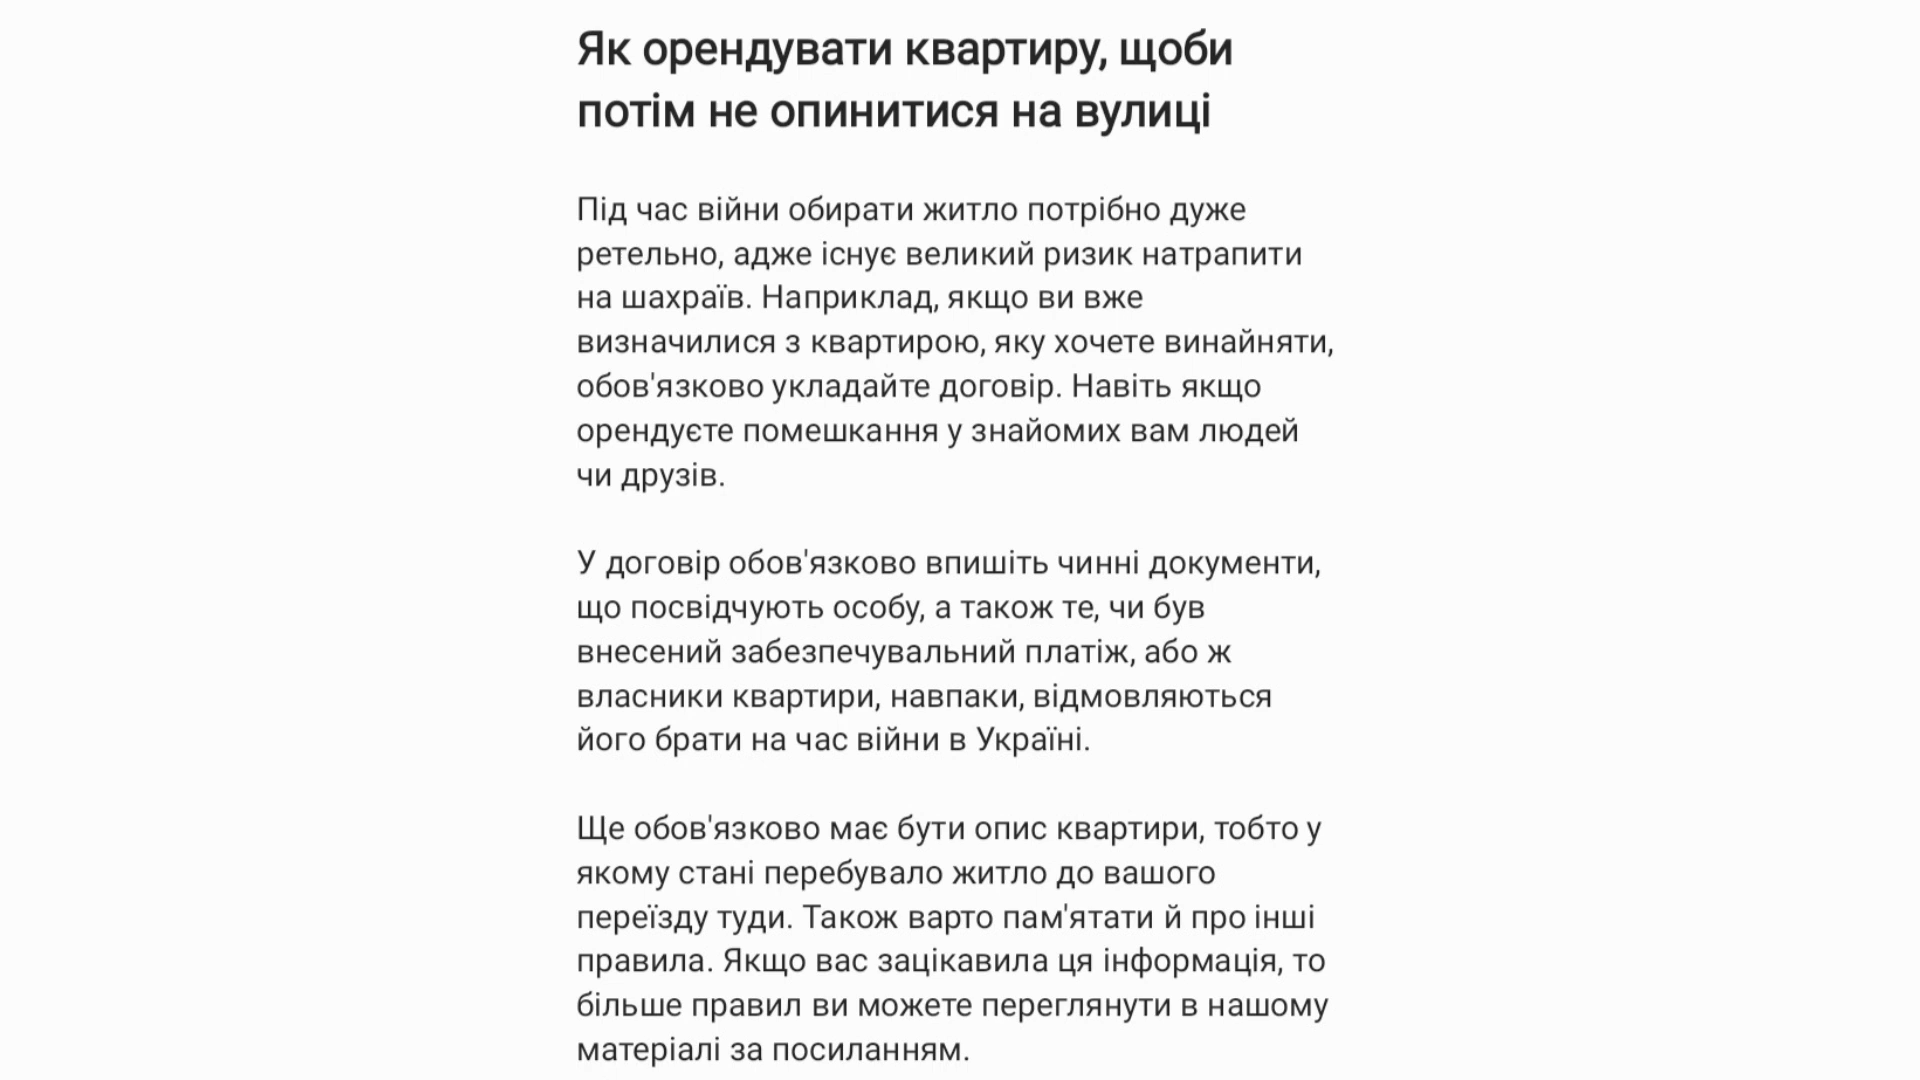 Як орендувати квартиру, щоби
потім не опинитися на вулиці
Під час війни обирати житло потрібно дуже
ретельно, адже існує великий ризик натрапити
на шахраїв. Наприклад, якщо ви вже
визначилися з квартирою, яку хочете винайняти,
обов'язково укладайте договір. Навіть якщо
орендуєте помешкання у знайомих вам людей
чи друзів.
У договір обов'язково впишіть чинні документи,
що посвідчують особу, а також те, чи був
внесений забезпечувальний платіж, або ж
власники квартири, навпаки, відмовляються
його брати на час війни в Україні.
Ще обов'язково має бути опис квартири, тобто у
якому стані перебувало житло до вашого
переїзду туди. Також варто пам'ятати й про інші
правила. Якщо вас зацікавила ця інформація, то
більше правил ви можете переглянути в нашому
матеріалі за посиланням.